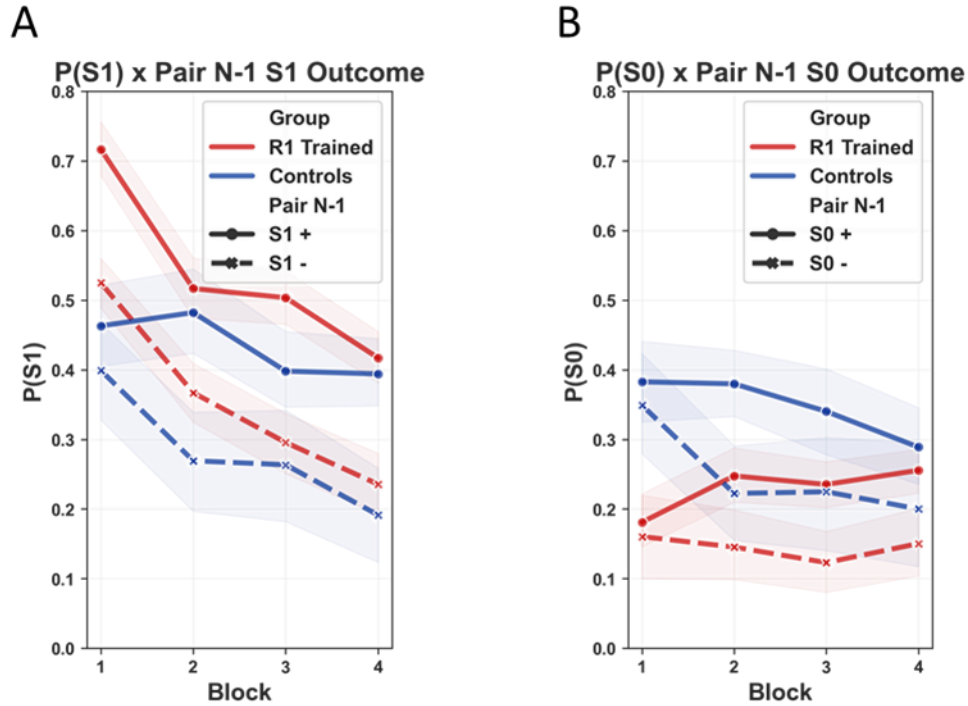 A
P(S1) x Pair N-1 S1 Outcome
0.8
0.7
0.6
0.5
0.4
0.3
0.2
0.1
0.0
P(S1)
1 2 3 4
Block
Group
R1 Trained
Controls
Pair N-1
S1 +
S1 -
B
P(S0) x Pair N-1 S0 Outcome
0.8
0.7
0.6
0.5
0.4
0.3
0.2
0.1
0.0
P(S0)
1 2 3 4
Block
Group
R1 Trained
Controls
Pair N-1
S0 +
S0 -